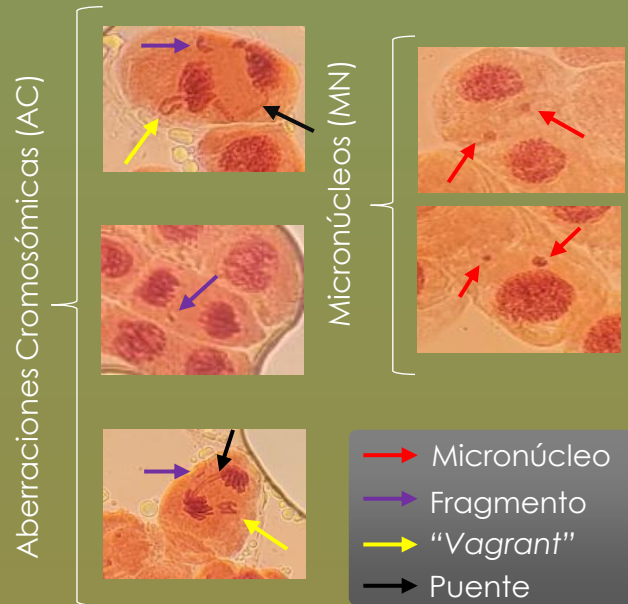 Aberraciones Cromosómicas (AC)
Micronúcleos (MN)
Micronúcleo
Fragmento
“Vagrant”
Puente